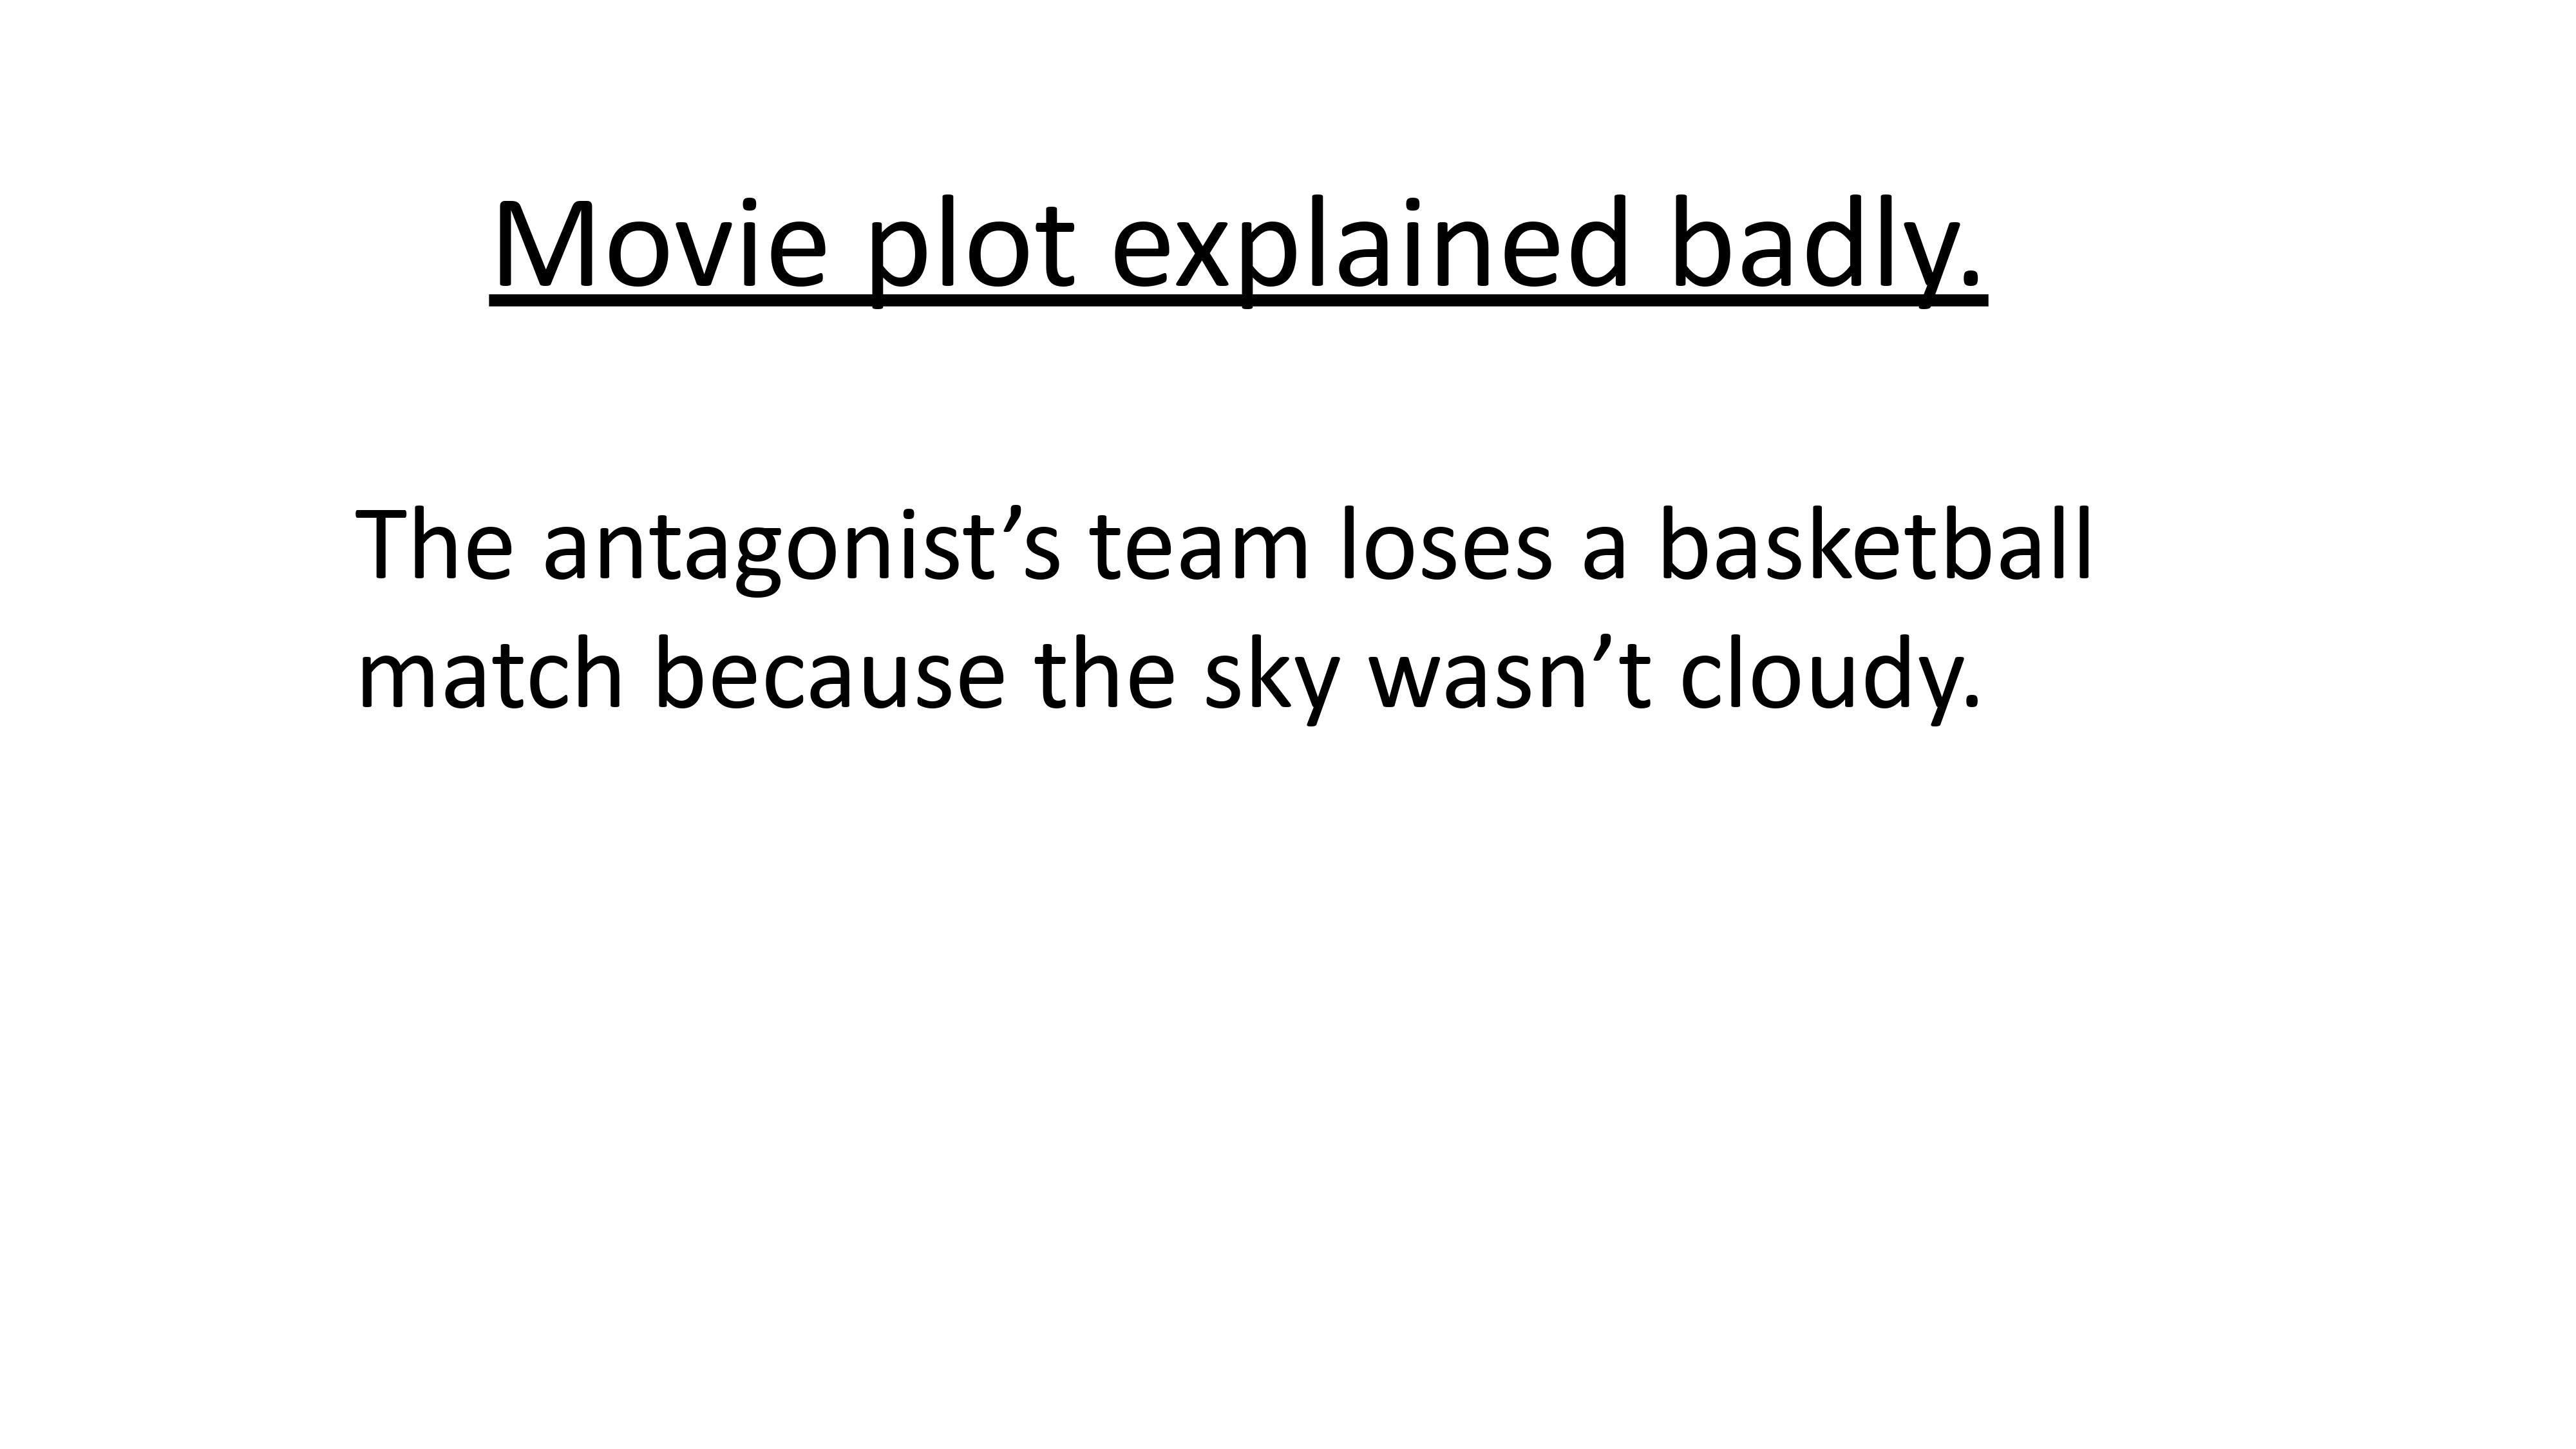 Movie plot explained badly.
The antagonist’s team loses a basketball
match because the sky wasn’t cloudy.